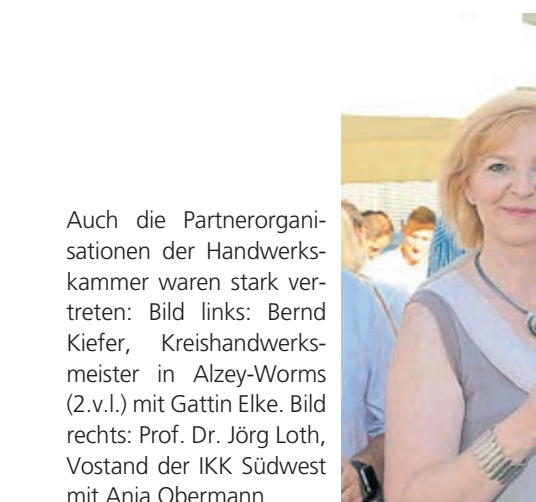 Auch die Partnerorgani-
sationen der Handwerks-
kammer waren stark ver-
treten: Bild links: Bernd
Kiefer, Kreishandwerks-
meister in Alzey-Worms
(2.v.l.) mit Gattin Elke. Bild
rechts: Prof. Dr. Jörg Loth,
Vostand der IKK Südwest
mit Anja Obermann